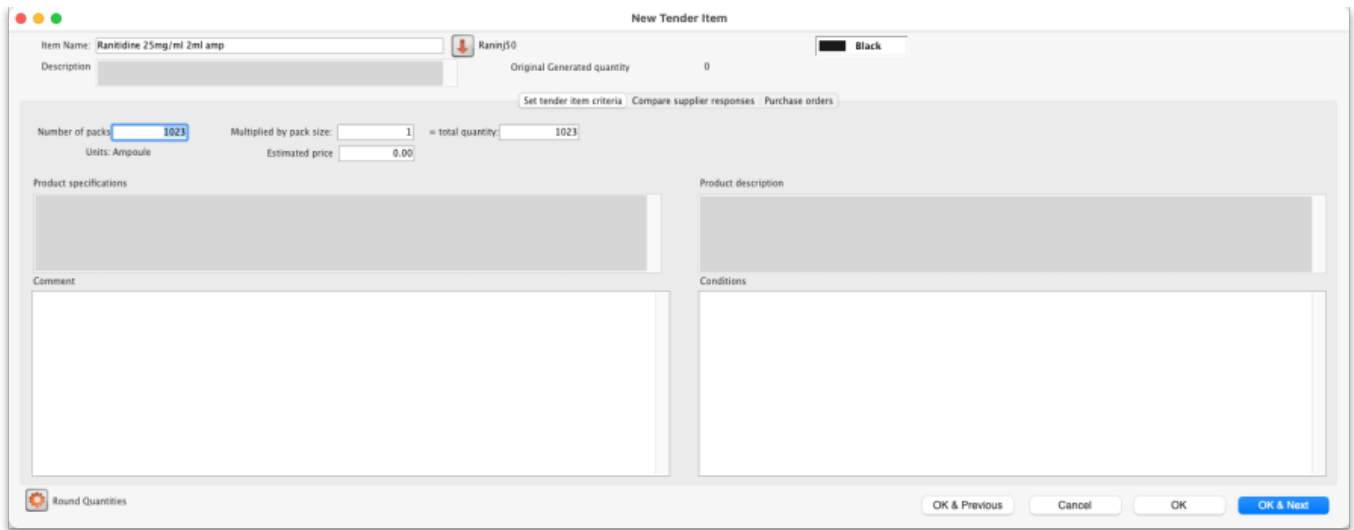 New Tender Item
Item Name: Ranitidine 25mg/ml 2ml amp Raninj50 Black
Description Original Generated quantity 0
Set tender item criteria Compare supplier responses Purchase orders
Number of packs 1023 Multiplied by pack size: 1 = total quantity: 1023
Units: Ampoule Estimated price 0.00
Product specifications Product description
Comment Conditions
Round Quantities OK & Previous Cancel OK OK & Next